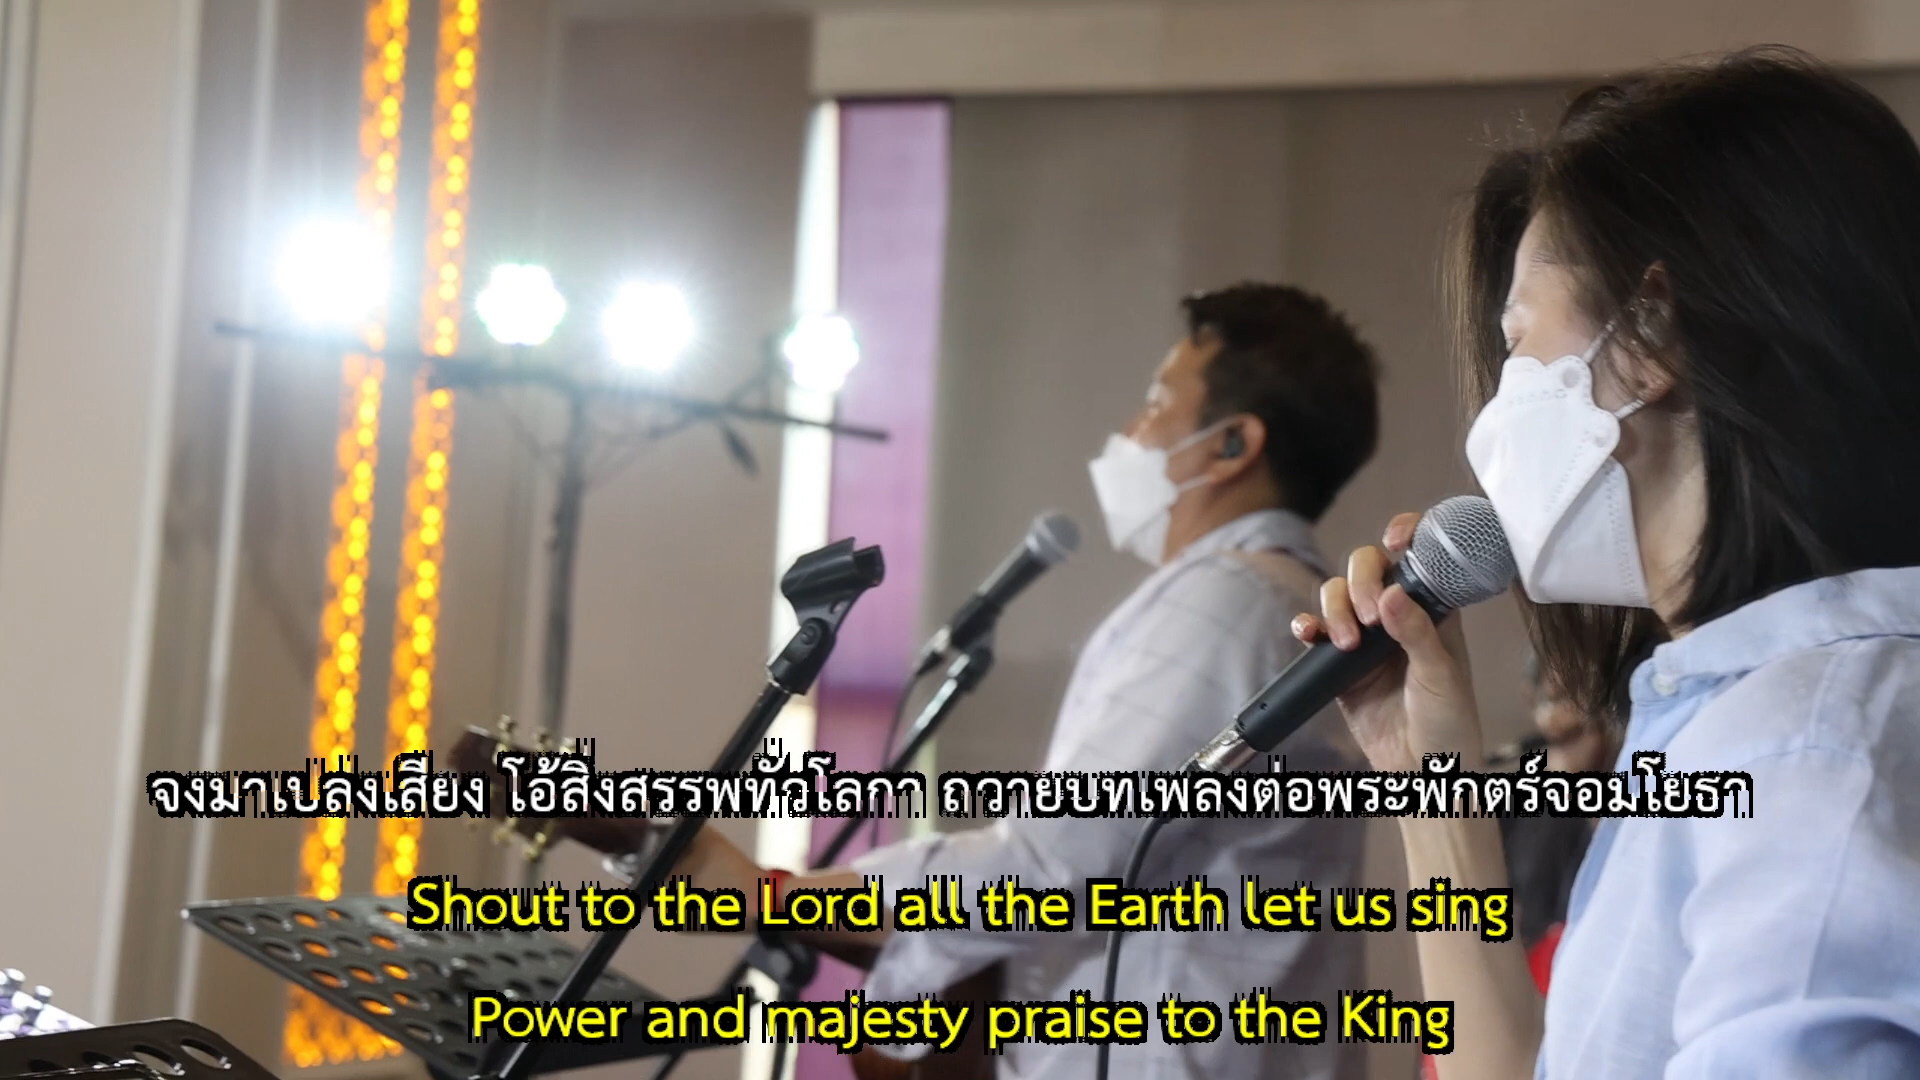 จงมาเปล่งเสียง โอ้สิ่งสรรพทั่วโลกา ถวายบทเพลงต่อพระพักตร์จอมโยธา
Shout to the Lord all the Earth let us sing
Power and majesty praise to the King